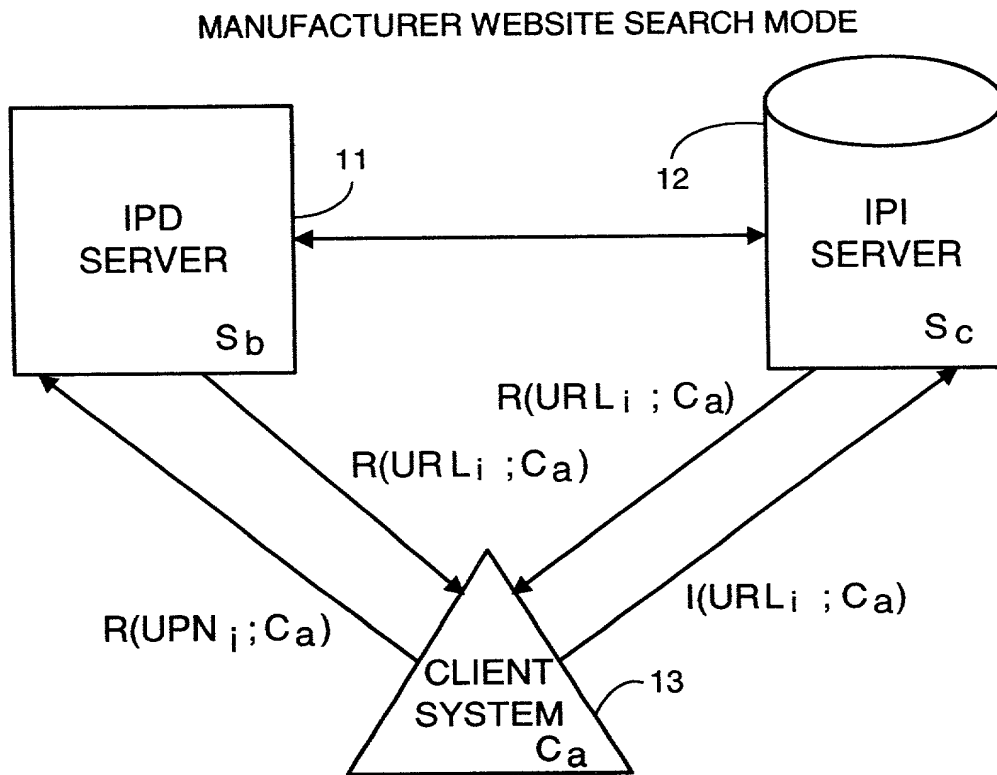 MANUFACTURER WEBSITE SEARCH MODE
11
12
IPD
SERVER
Sb
IPI
SERVER
Sc
R(URLi ; Ca)
R(URLi ;Ca)
R(UPNi ;Ca)
I(URLi ; Ca)
CLIENT
SYSTEM
Ca
13